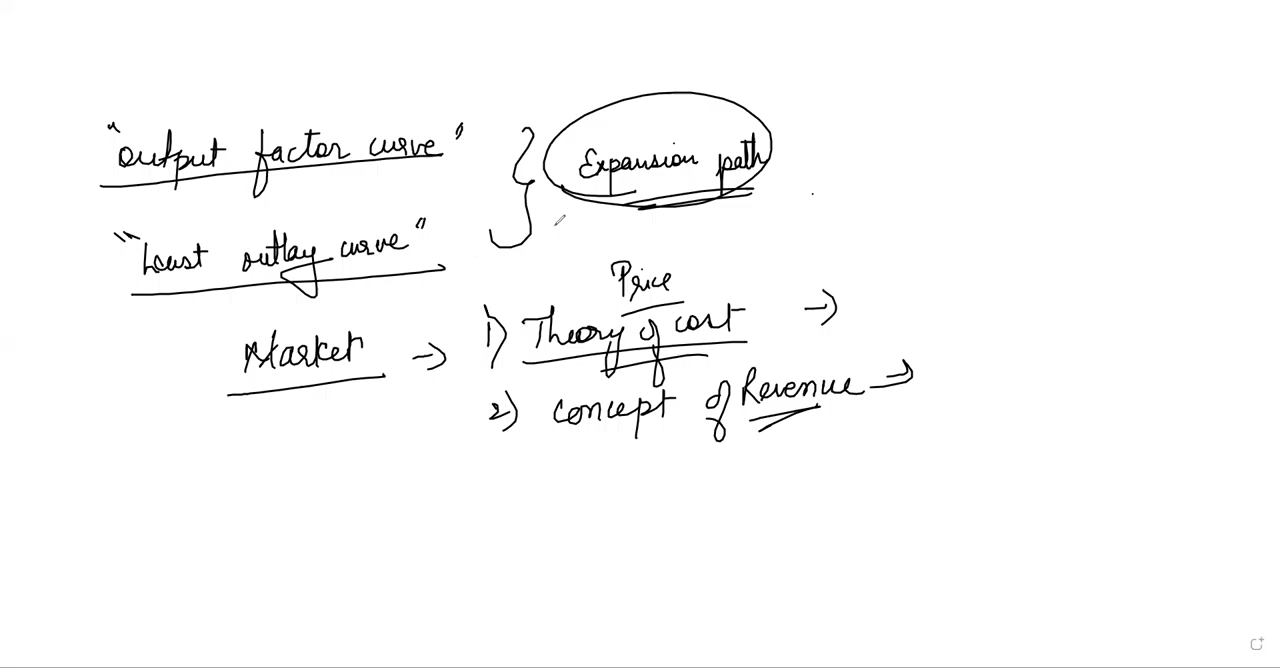 "output factor curve" } Expansion path
"Least outlay curve"
Price
Market → 1) Theory of cost →
2) concept of Revenue →